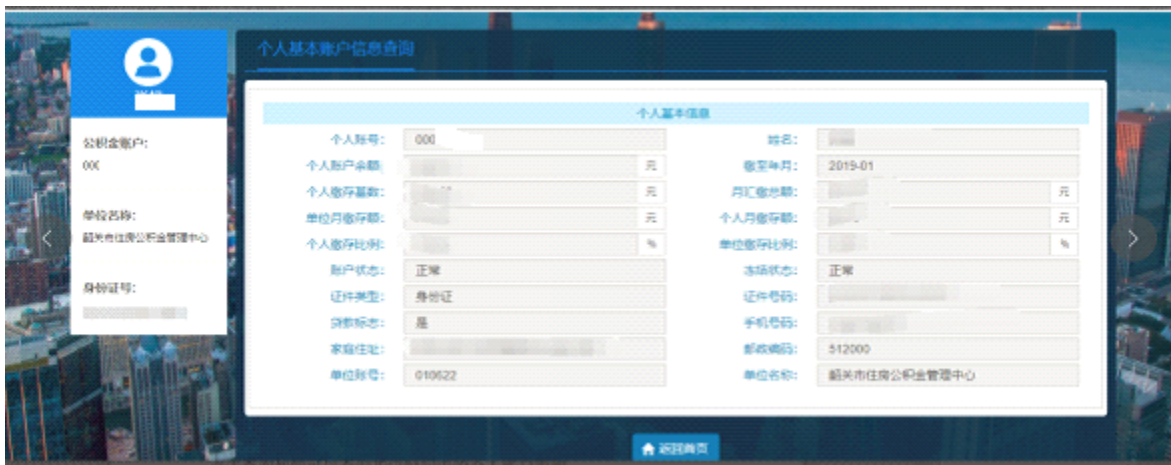 个人基本账户信息查询
公积金账户:
000
单位名称:
韶关市住房公积金管理中心
身份证号:
个人基本信息
个人账号: 000
姓名:
个人账户余额: 元
缴至年月: 2019-01
个人缴存基数: 元
月汇缴总额: 元
单位月缴存额: 元
个人月缴存额: 元
个人缴存比例: %
单位缴存比例: %
账户状态: 正常
冻结状态: 正常
证件类型: 身份证
证件号码:
贷款标志: 是
手机号码:
家庭住址:
邮政编码: 512000
单位账号: 010622
单位名称: 韶关市住房公积金管理中心
返回首页